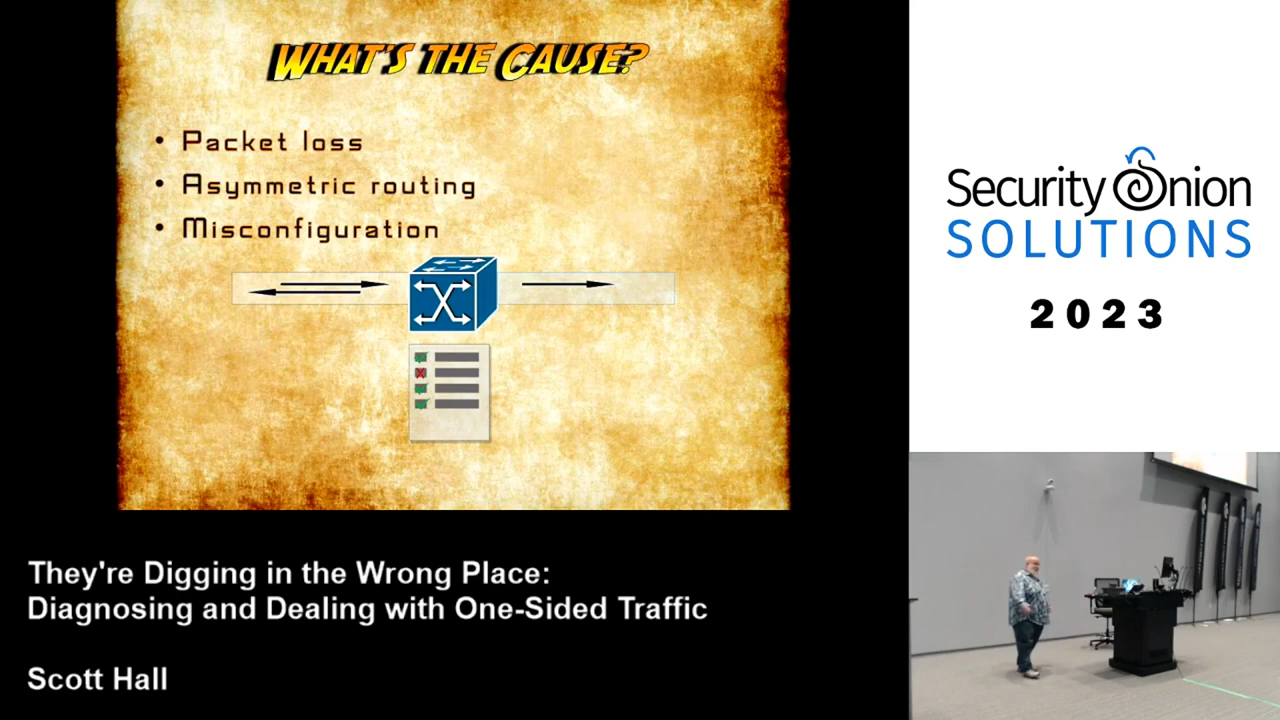 WHAT'S THE CAUSE?
• Packet loss
• Asymmetric routing
• Misconfiguration
Security Onion
SOLUTIONS
2023
They're Digging in the Wrong Place:
Diagnosing and Dealing with One-Sided Traffic
Scott Hall